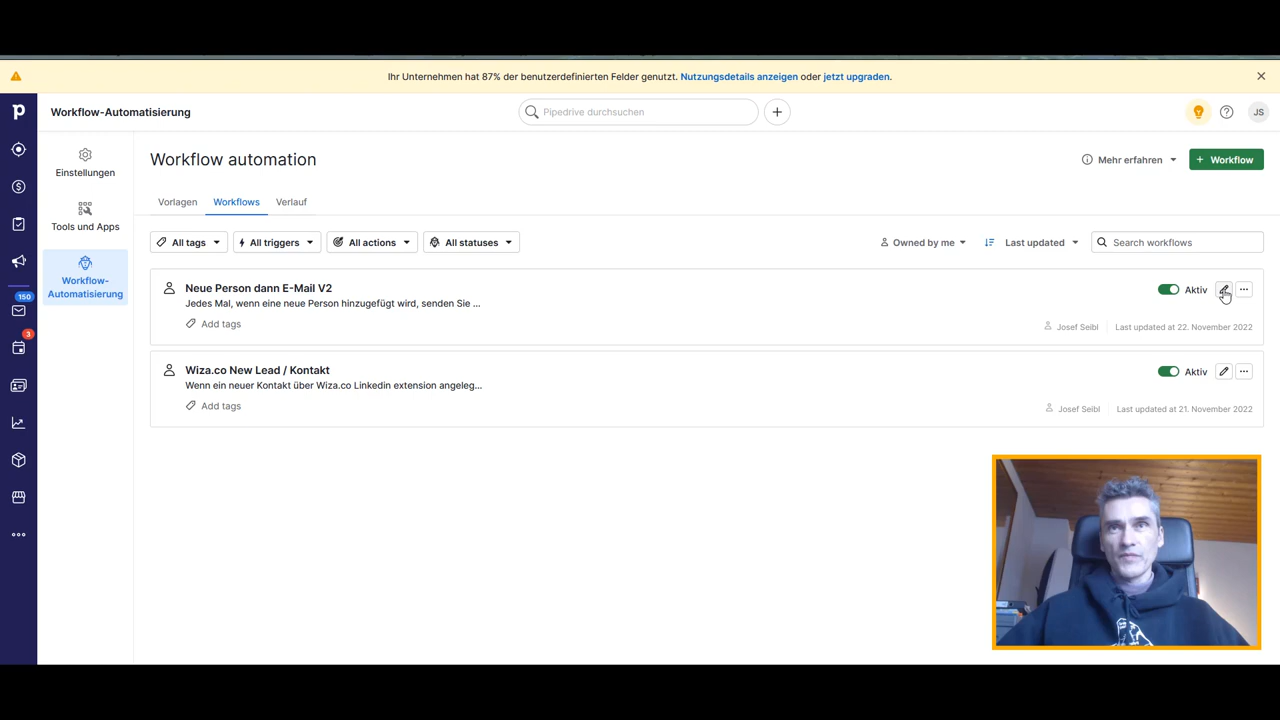 Ihr Unternehmen hat 87% der benutzerdefinierten Felder genutzt. Nutzungsdetails anzeigen oder jetzt upgraden.
p
Workflow-Automatisierung
Pipedrive durchsuchen
JS
Einstellungen
Tools und Apps
Workflow-
Automatisierung
150
3
Workflow automation
Mehr erfahren
+ Workflow
Vorlagen
Workflows
Verlauf
All tags
All triggers
All actions
All statuses
Owned by me
Last updated
Search workflows
Neue Person dann E-Mail V2
Jedes Mal, wenn eine neue Person hinzugefügt wird, senden Sie ...
Add tags
Aktiv
Josef Seibl
Last updated at 22. November 2022
Wiza.co New Lead / Kontakt
Wenn ein neuer Kontakt über Wiza.co Linkedin extension angeleg...
Add tags
Aktiv
Josef Seibl
Last updated at 21. November 2022